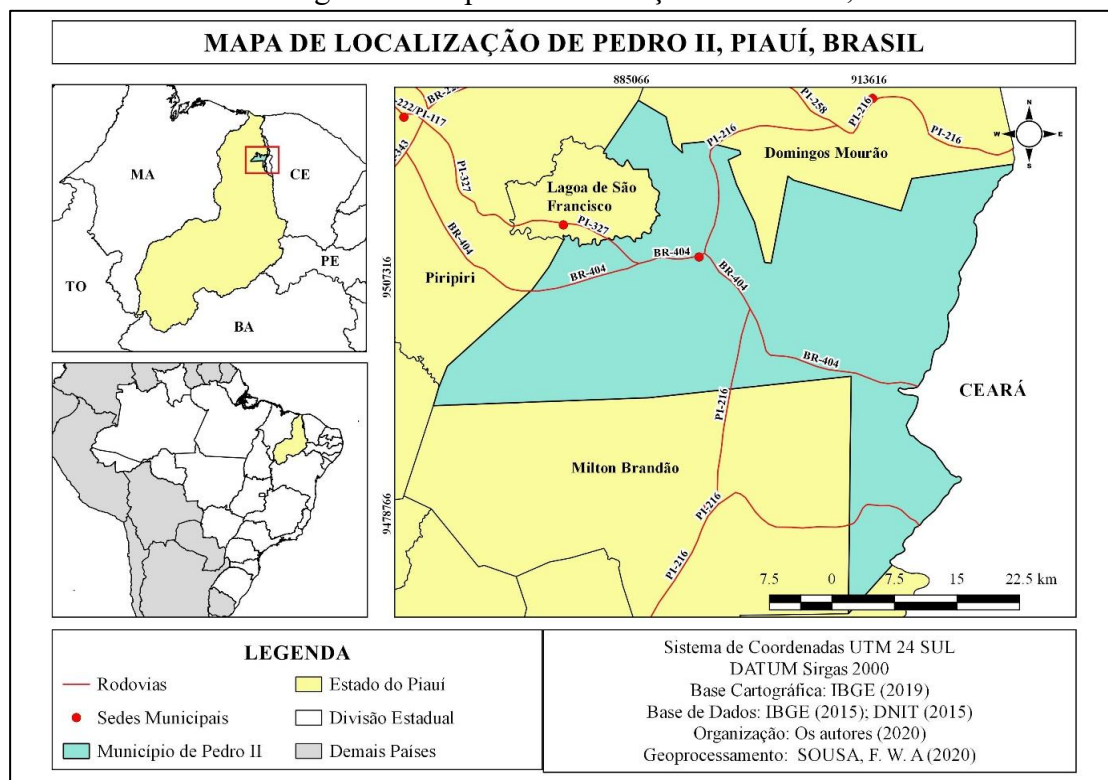 MAPA DE LOCALIZAÇÃO DE PEDRO II, PIAUÍ, BRASIL
MA
CE
PE
TO
BA
885066
913616
9507316
9478766
BR-22
-222/PI-117
343
PI-327
BR-404
Piripiri
Lagoa de São
Francisco
PI-327
BR-404
BR-404
PI-216
PI-258
PI-216
PI-216
Domingos Mourão
N
W
E
S
BR-404
BR-404
CEARÁ
PI-216
Milton Brandão
PI-216
PI-216
7.5 0 7.5 15 22.5 km
LEGENDA
Rodovias
Sedes Municípais
Município de Pedro II
Estado do Piauí
Divisão Estadual
Demais Países
Sistema de Coordenadas UTM 24 SUL
DATUM Sirgas 2000
Base Cartográfica: IBGE (2019)
Base de Dados: IBGE (2015); DNIT (2015)
Organização: Os autores (2020)
Geoprocessamento: SOUSA, F. W. A (2020)